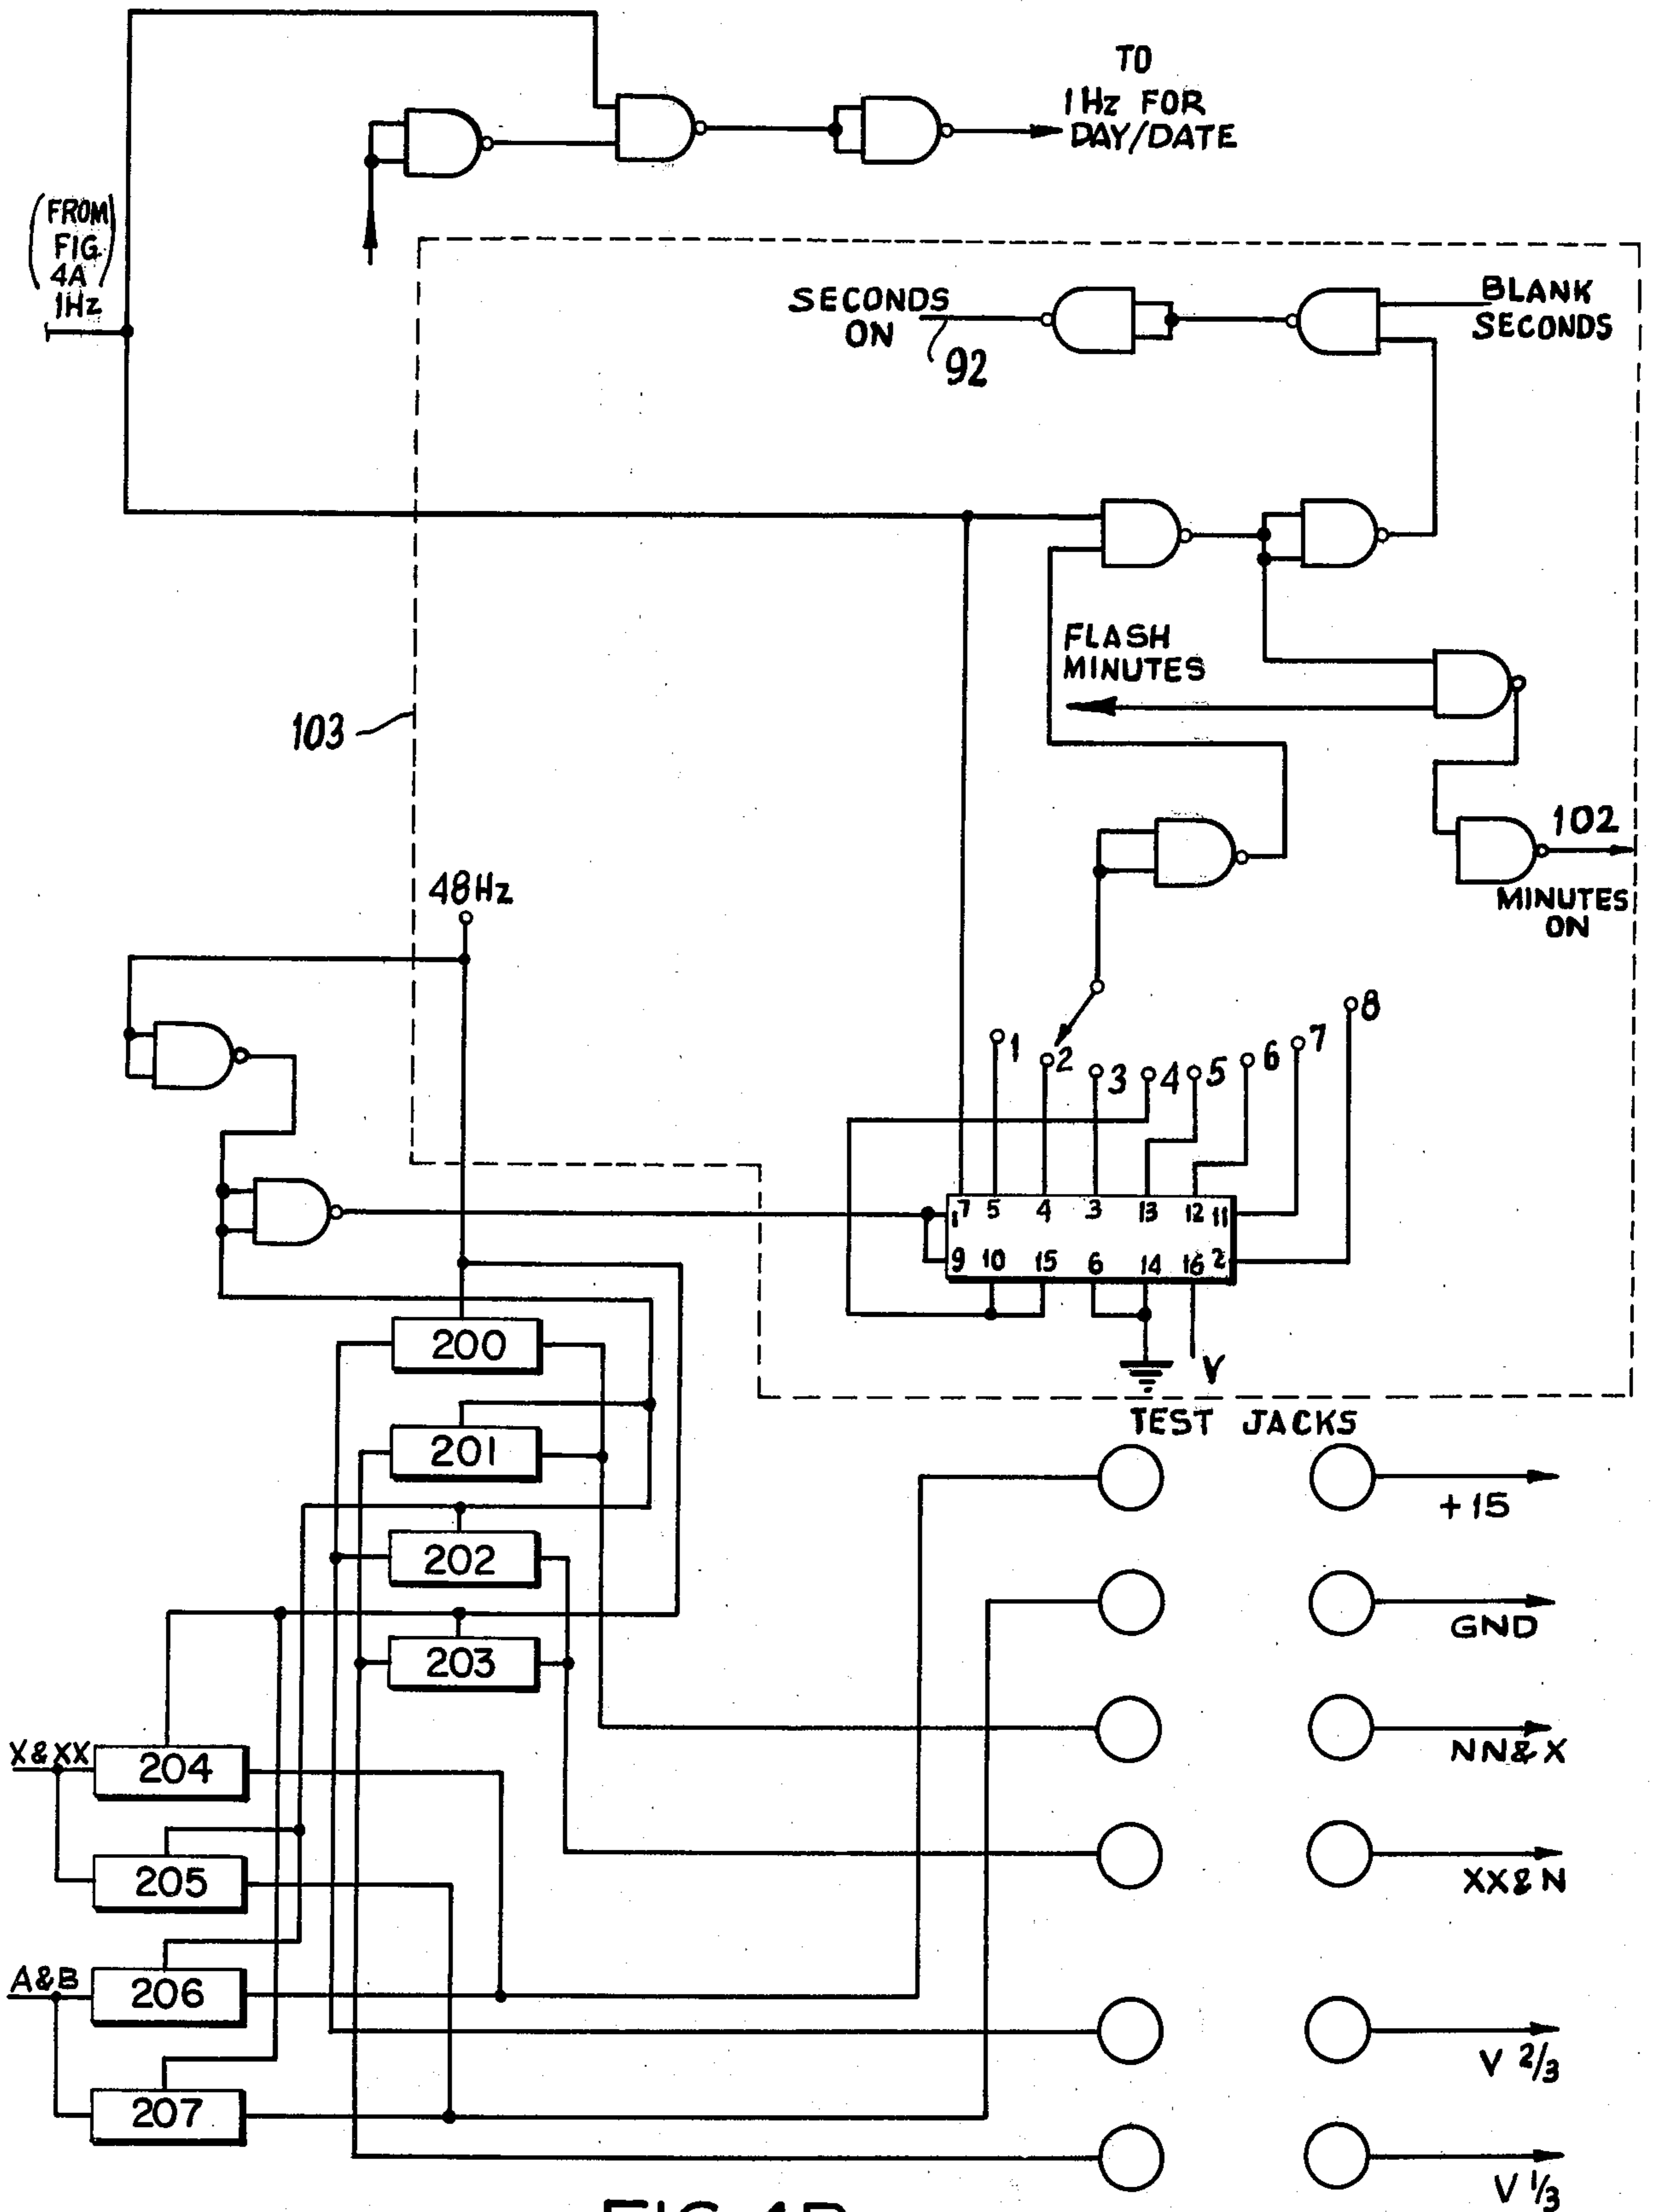 TO
1Hz FOR
DAY/DATE
(FROM
FIG
4A)
1Hz
SECONDS
ON
92
BLANK
SECONDS
FLASH
MINUTES
103
102
MINUTES
ON
48Hz
1
2
3
4
5
6
7
8
1 7 5 4 3 13 12 11
9 10 15 6 14 16 2
V
200
201
202
203
TEST JACKS
+15
GND
NN&X
XX&N
V 2/3
V 1/3
X&XX
204
205
A&B
206
207